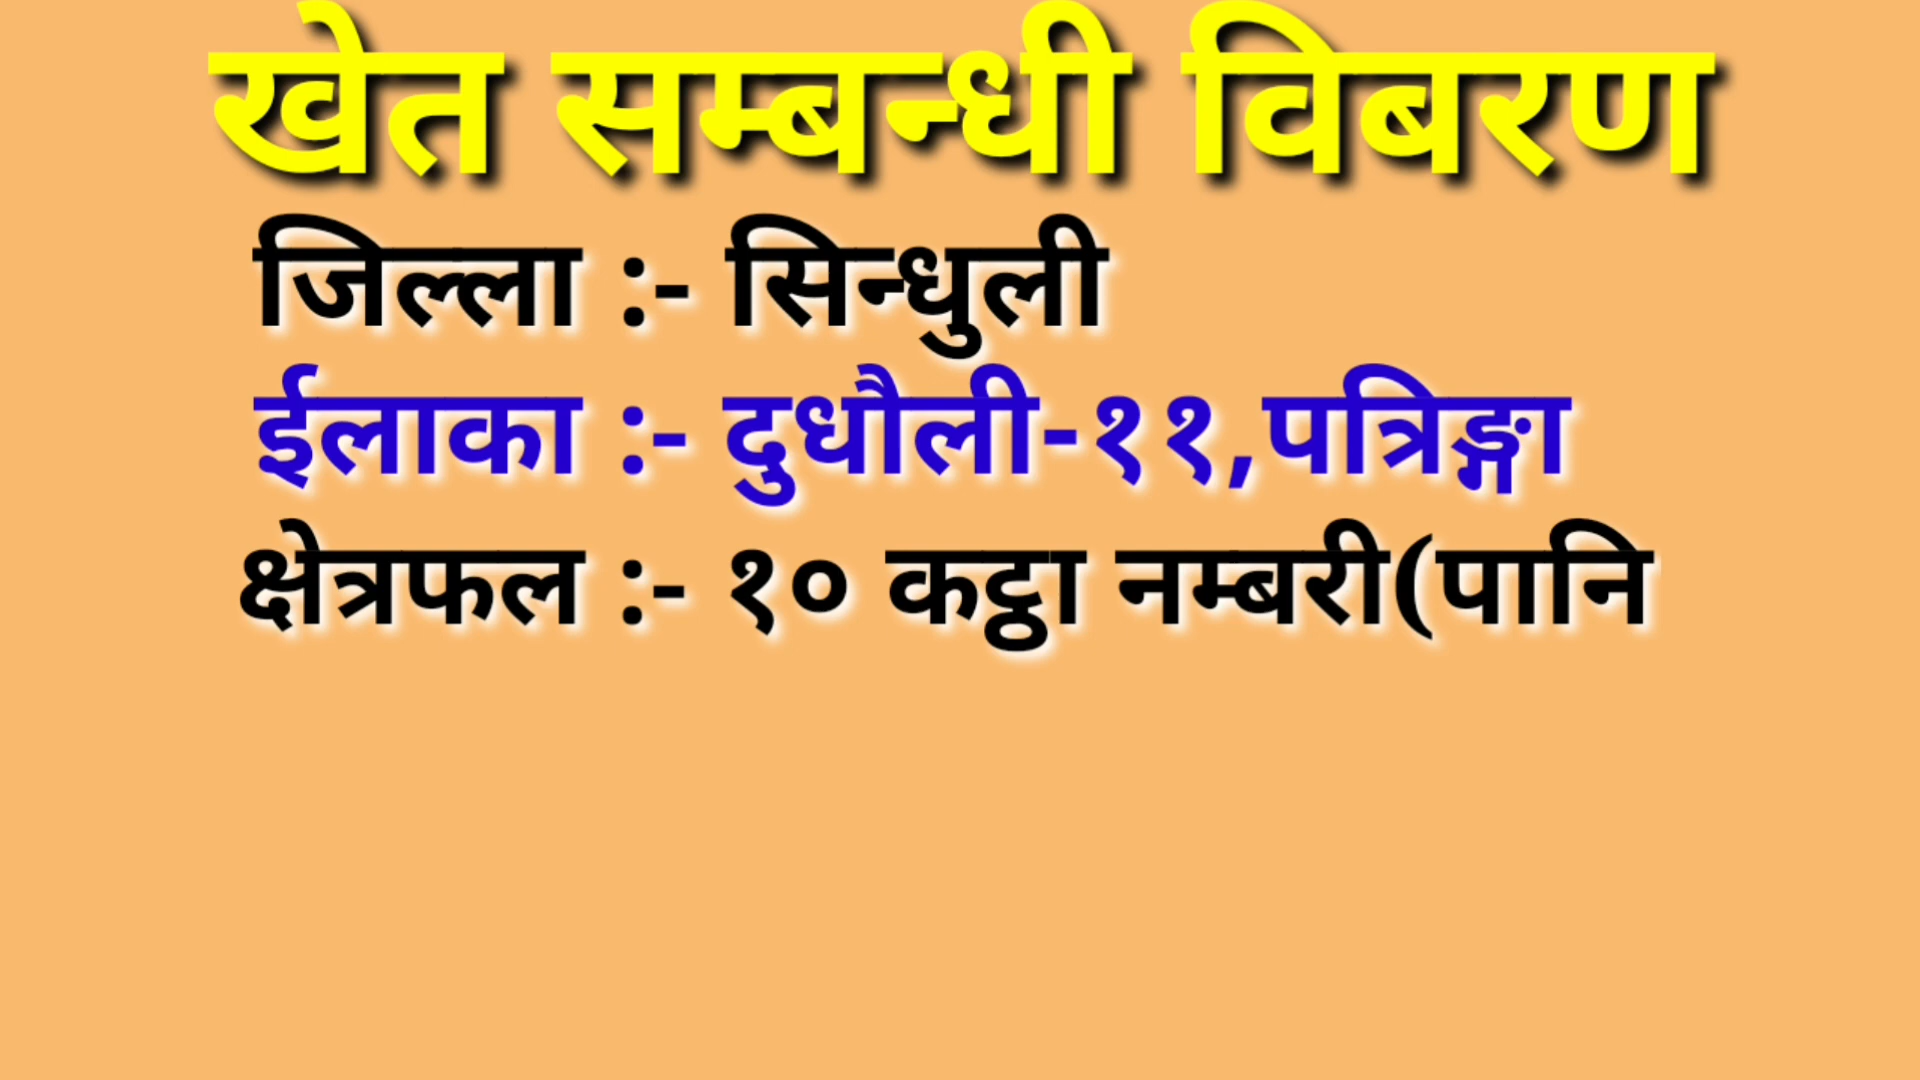 खेत सम्बन्धी विबरण
जिल्ला :- सिन्धुली
ईलाका :- दुधौली-११,पत्रिङ्गा
क्षेत्रफल :- १० कट्ठा नम्बरी(पानि